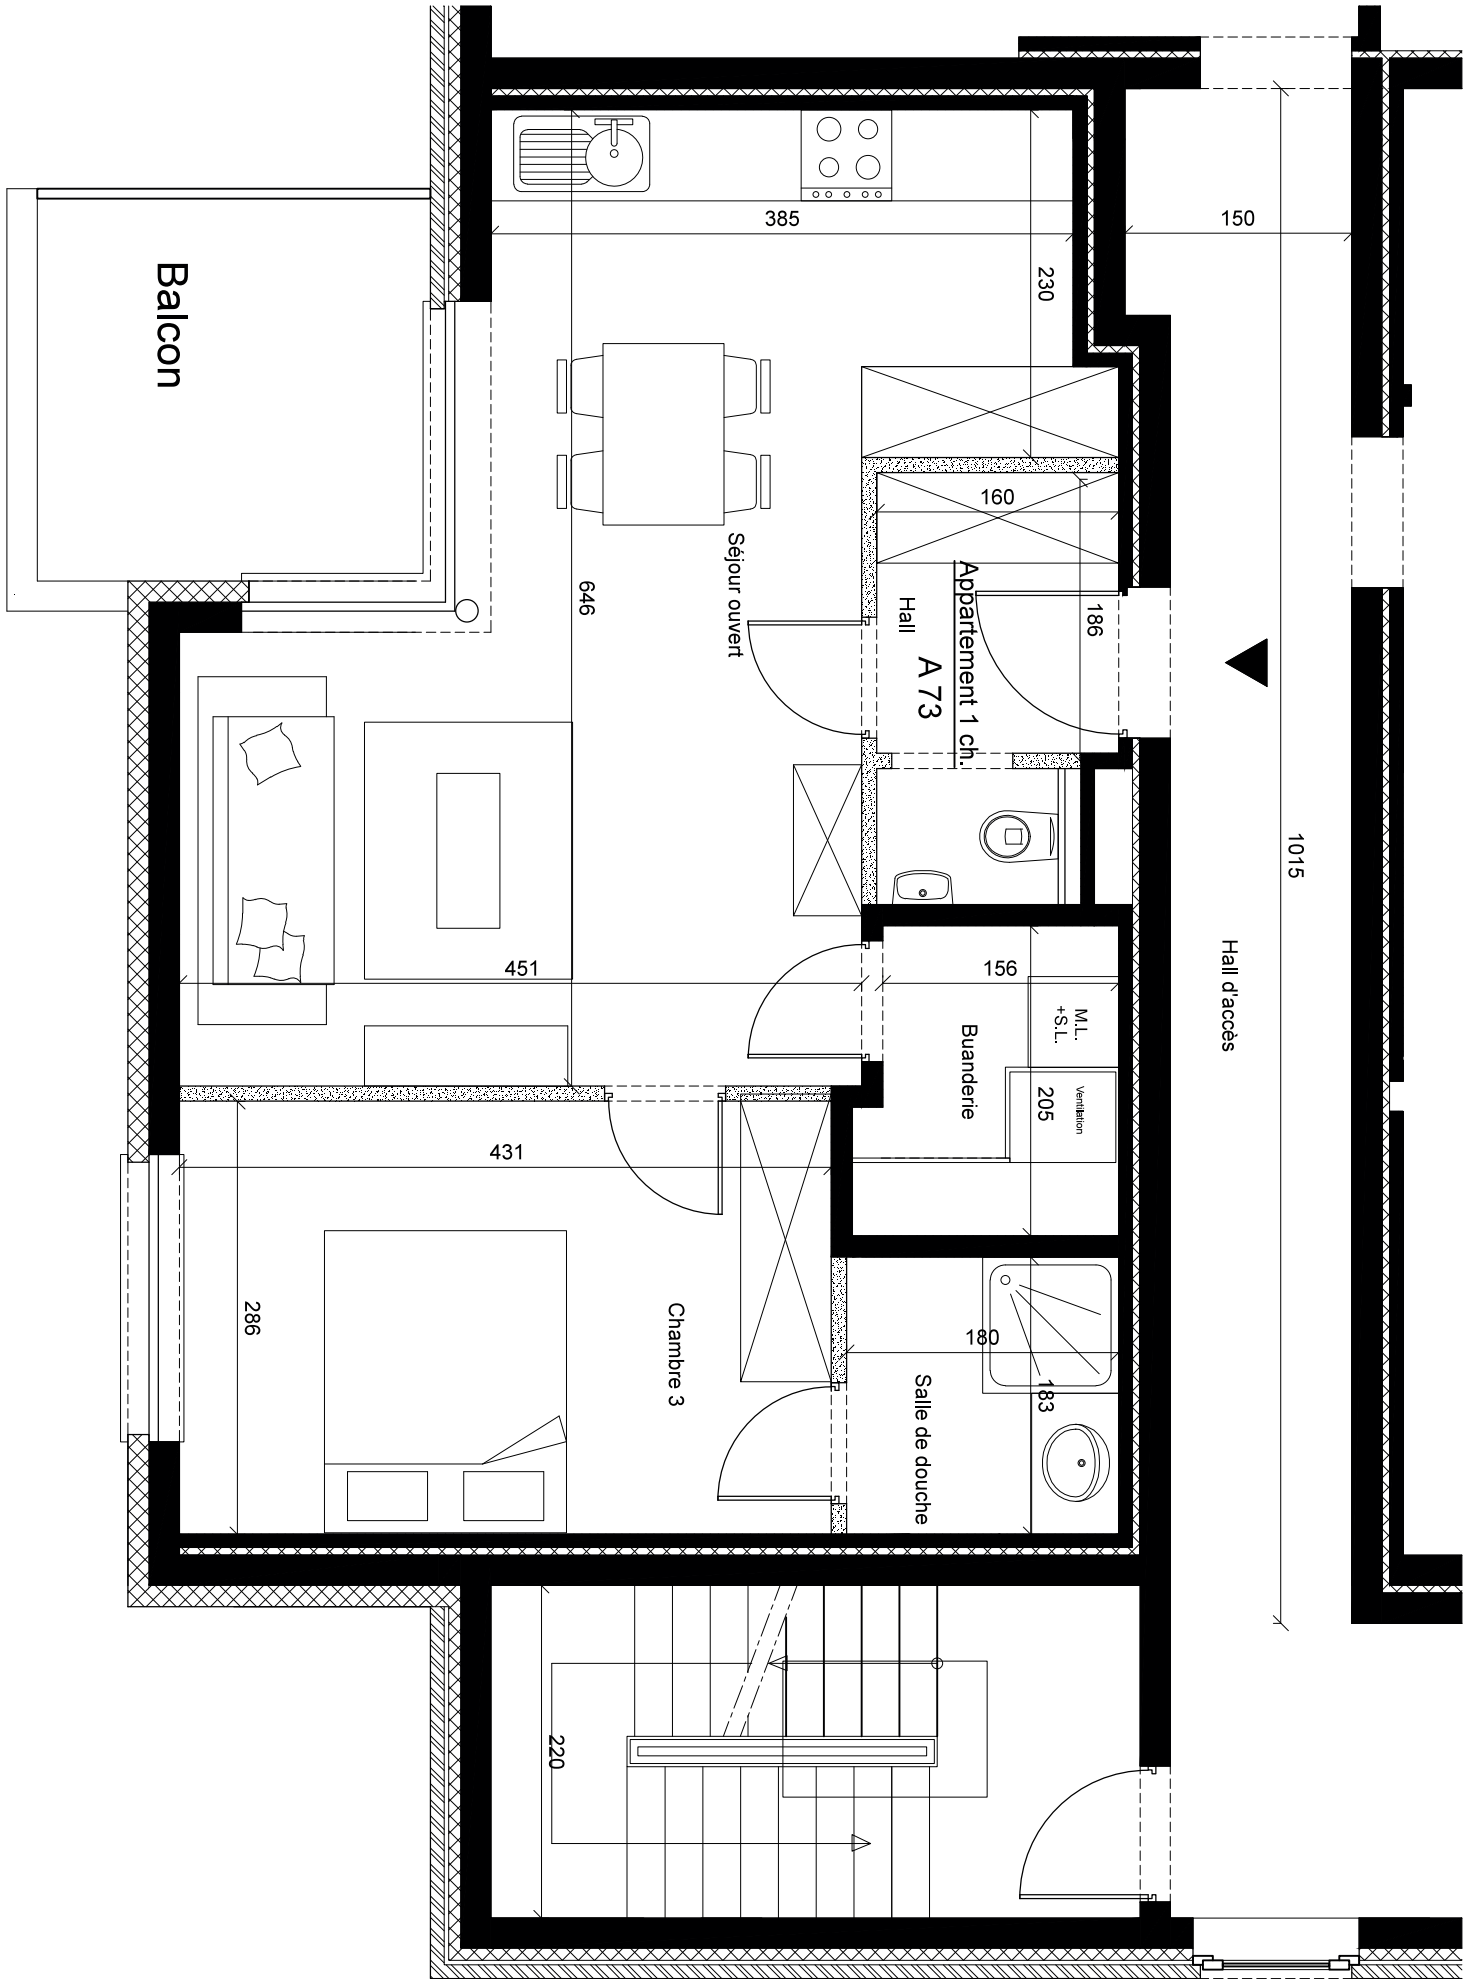 385
150
Balcon
230
160
Séjour ouvert
646
Appartement 1 ch.
A 73
Hall
186
1015
Hall d'accès
451
156
M.L.
+S.L.
Buanderie
205
Ventilation
431
286
Chambre 3
180
183
Salle de douche
220